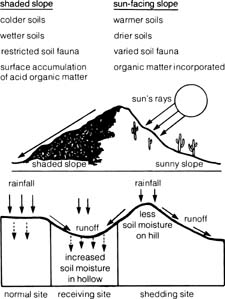 shaded slope
colder soils
wetter soils
restricted soil fauna
surface accumulation
of acid organic matter
sun-facing slope
warmer soils
drier soils
varied soil fauna
organic matter incorporated
sun's rays
shaded slope
sunny slope
rainfall
rainfall
runoff
less
soil moisture
on hill
runoff
increased
soil moisture
in hollow
normal site
receiving site
shedding site